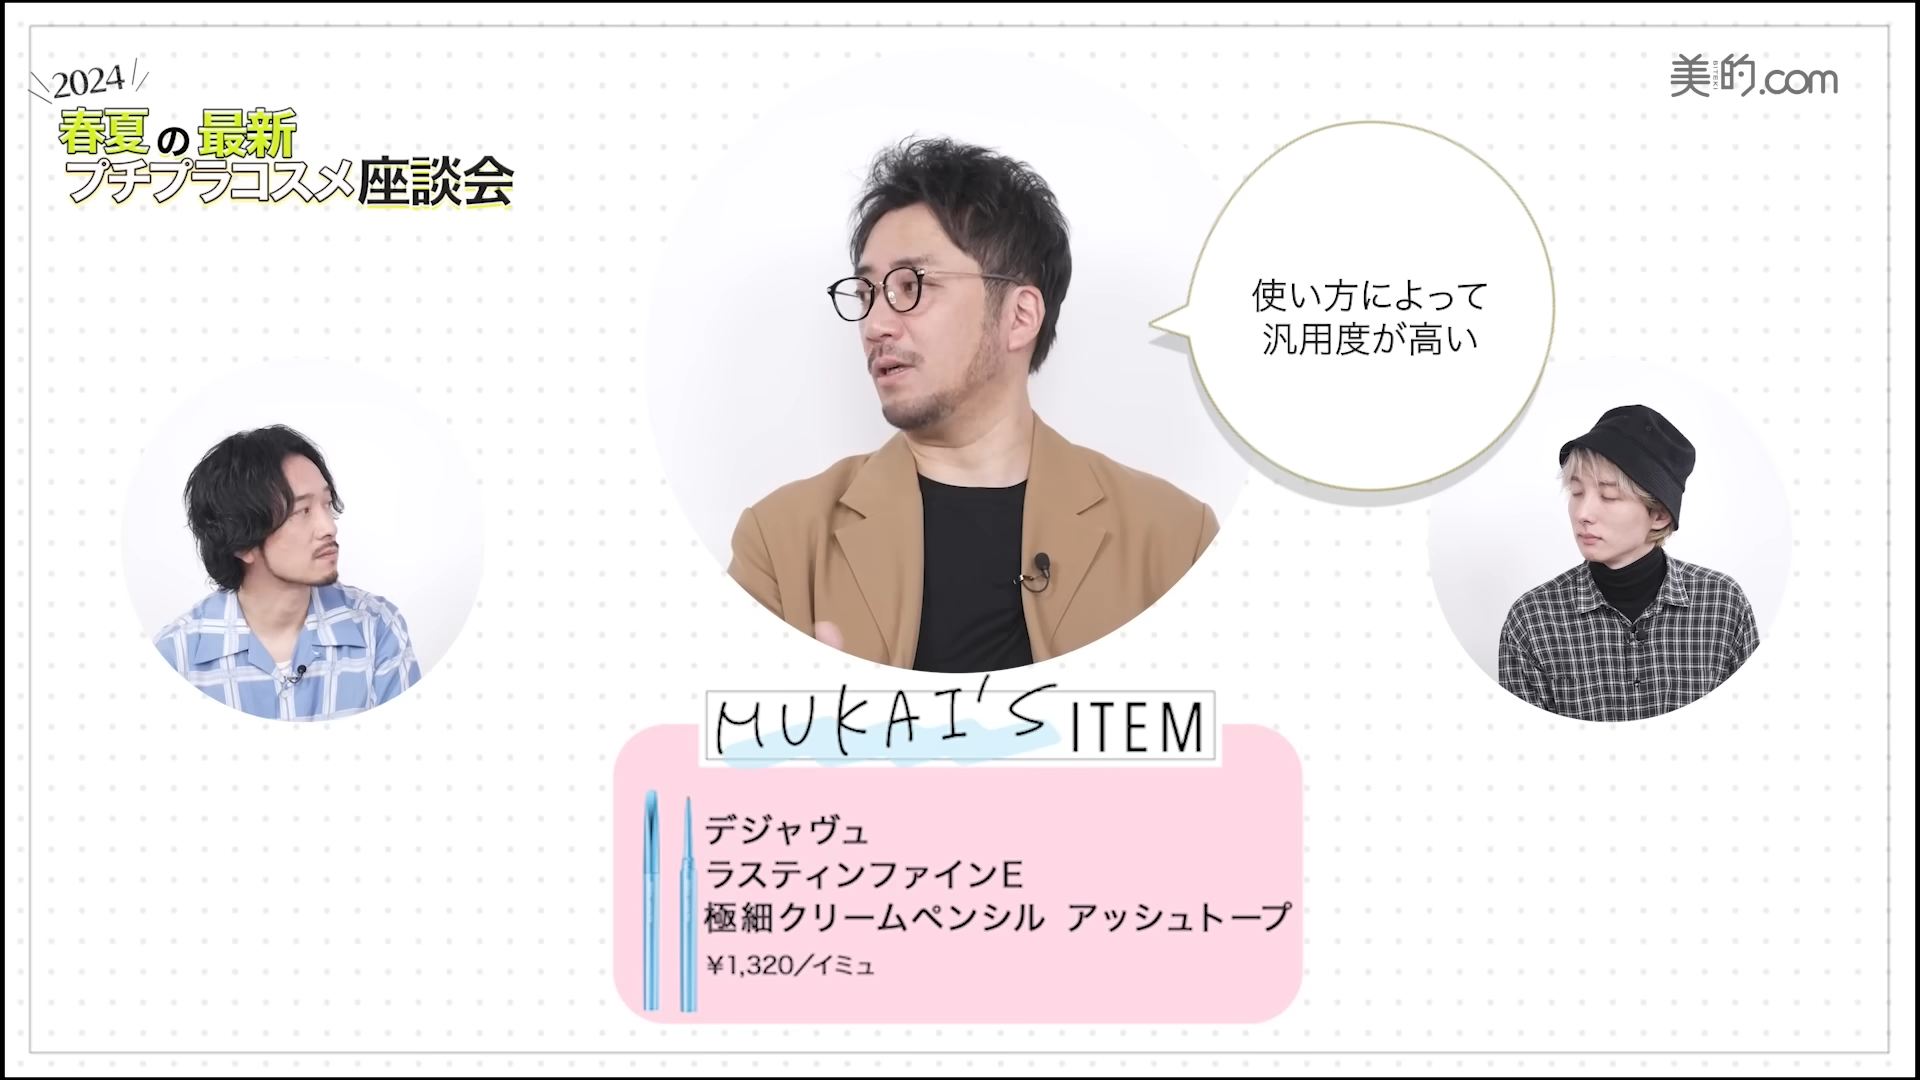 2024
春夏の最新
プチプラコスメ座談会
美的.com
BITEKI
使い方によって
汎用度が高い
MUKAI'S ITEM
デジャヴュ
ラスティンファインE
極細クリームペンシル アッシュトープ
¥1,320/イミュ